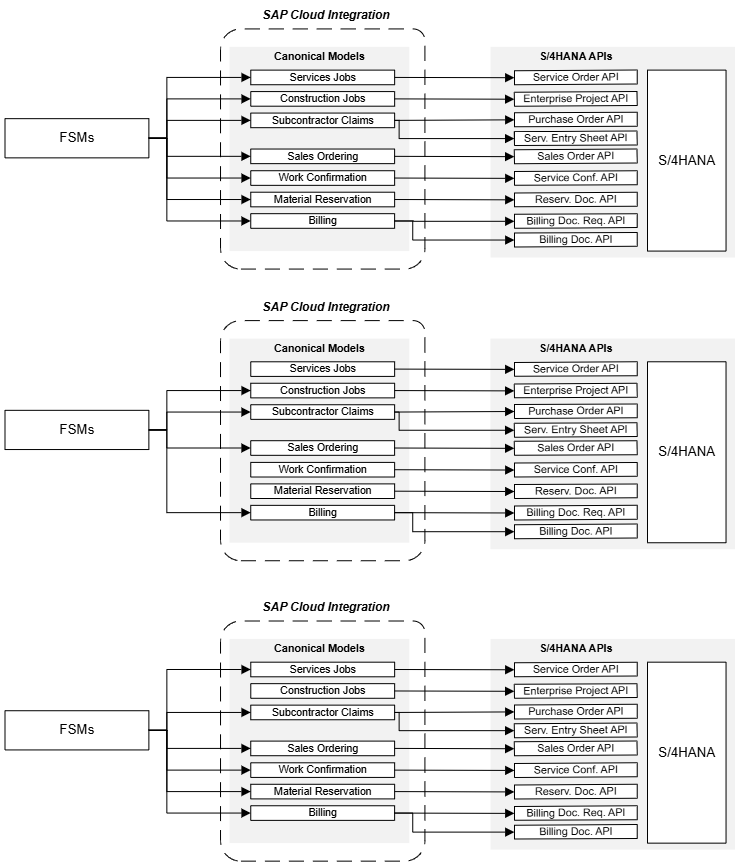 SAP Cloud Integration
Canonical Models
S/4HANA APIs
Services Jobs
Service Order API
Construction Jobs
Enterprise Project API
Subcontractor Claims
Purchase Order API
FSMs
Serv. Entry Sheet API
Sales Ordering
Sales Order API
S/4HANA
Work Confirmation
Service Conf. API
Material Reservation
Reserv. Doc. API
Billing
Billing Doc. Req. API
Billing Doc. API
SAP Cloud Integration
Canonical Models
S/4HANA APIs
Services Jobs
Service Order API
Construction Jobs
Enterprise Project API
Subcontractor Claims
Purchase Order API
FSMs
Serv. Entry Sheet API
Sales Ordering
Sales Order API
S/4HANA
Work Confirmation
Service Conf. API
Material Reservation
Reserv. Doc. API
Billing
Billing Doc. Req. API
Billing Doc. API
SAP Cloud Integration
Canonical Models
S/4HANA APIs
Services Jobs
Service Order API
Construction Jobs
Enterprise Project API
Subcontractor Claims
Purchase Order API
FSMs
Serv. Entry Sheet API
Sales Ordering
Sales Order API
S/4HANA
Work Confirmation
Service Conf. API
Material Reservation
Reserv. Doc. API
Billing
Billing Doc. Req. API
Billing Doc. API